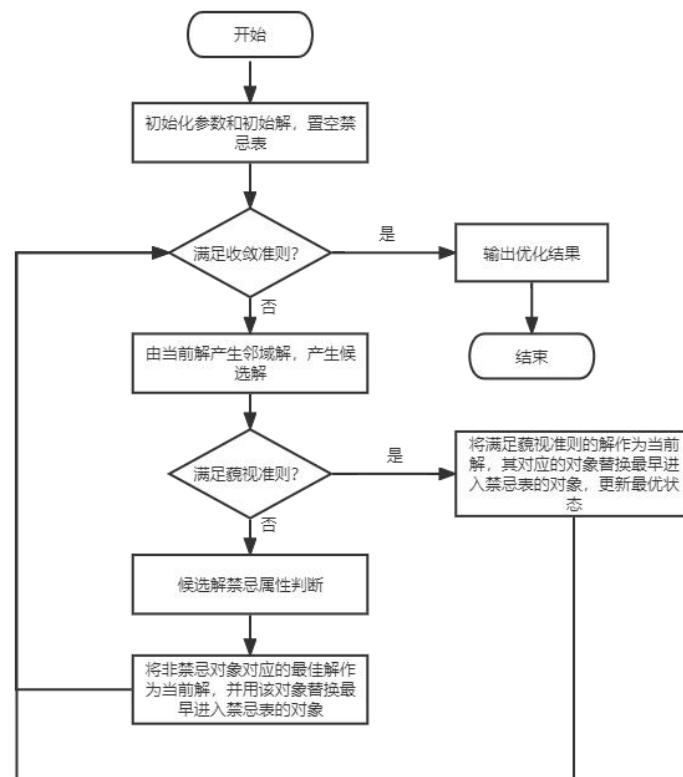 开始
初始化参数和初始解，置空禁
忌表
满足收敛准则？
是
输出优化结果
否
结束
由当前解产生邻域解，产生候
选解
满足藐视准则？
是
将满足藐视准则的解作为当前
解，其对应的对象替换最早进
入禁忌表的对象，更新最优状
态
否
候选解禁忌属性判断
将非禁忌对象对应的最佳解作
为当前解，并用该对象替换最
早进入禁忌表的对象